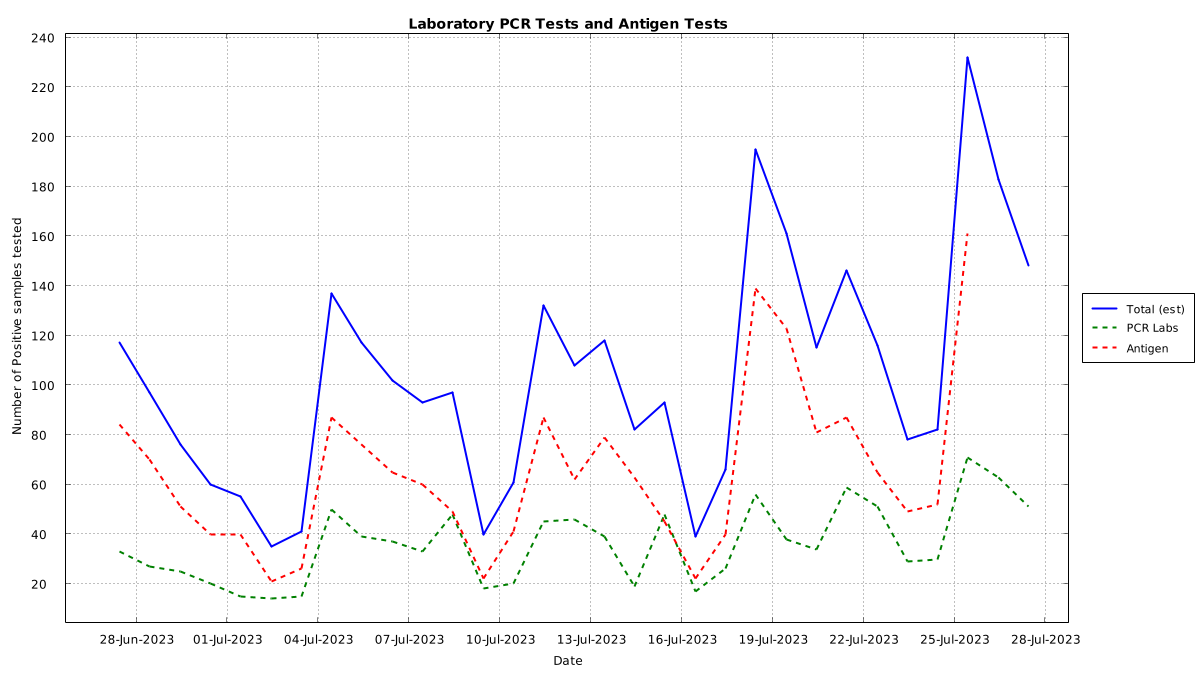 Laboratory PCR Tests and Antigen Tests
240
220
200
180
160
140
120
100
80
60
40
20
Number of Positive samples tested
28-Jun-2023 01-Jul-2023 04-Jul-2023 07-Jul-2023 10-Jul-2023 13-Jul-2023 16-Jul-2023 19-Jul-2023 22-Jul-2023 25-Jul-2023 28-Jul-2023
Date
Total (est)
PCR Labs
Antigen